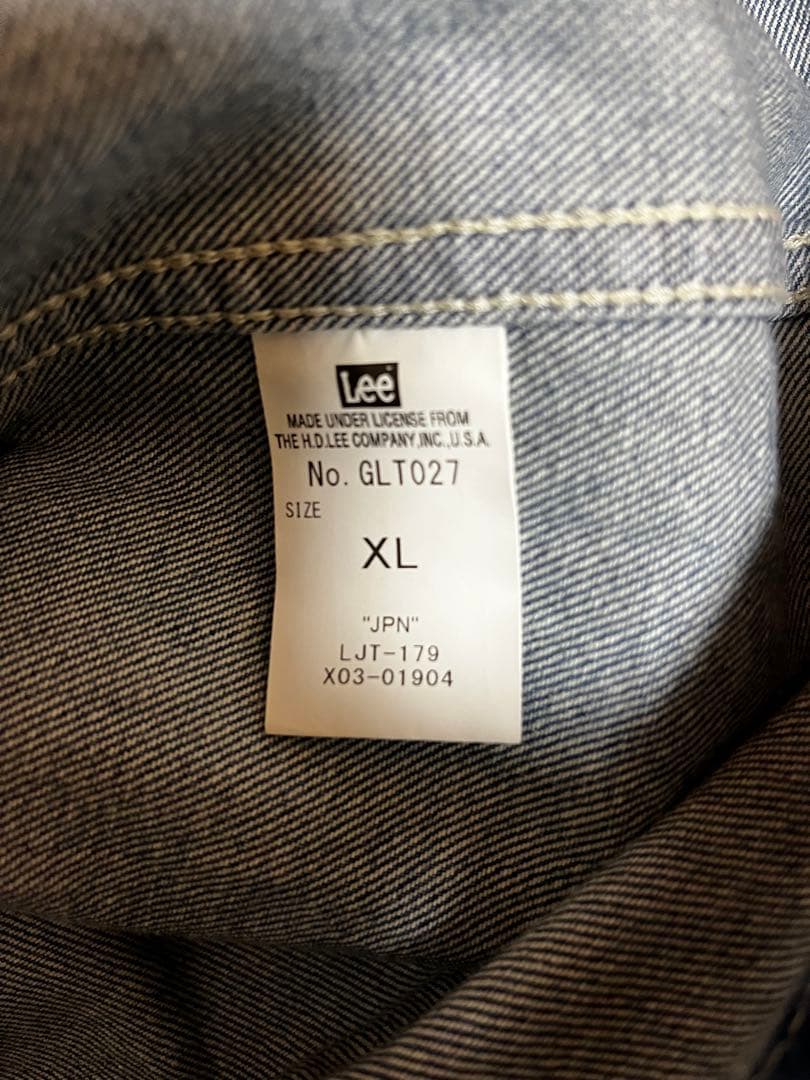 Lee
MADE UNDER LICENSE FROM
THE H.D.LEE COMPANY,INC.,U.S.A.
No. GLT027
SIZE
XL
"JPN"
LJT-179
X03-01904